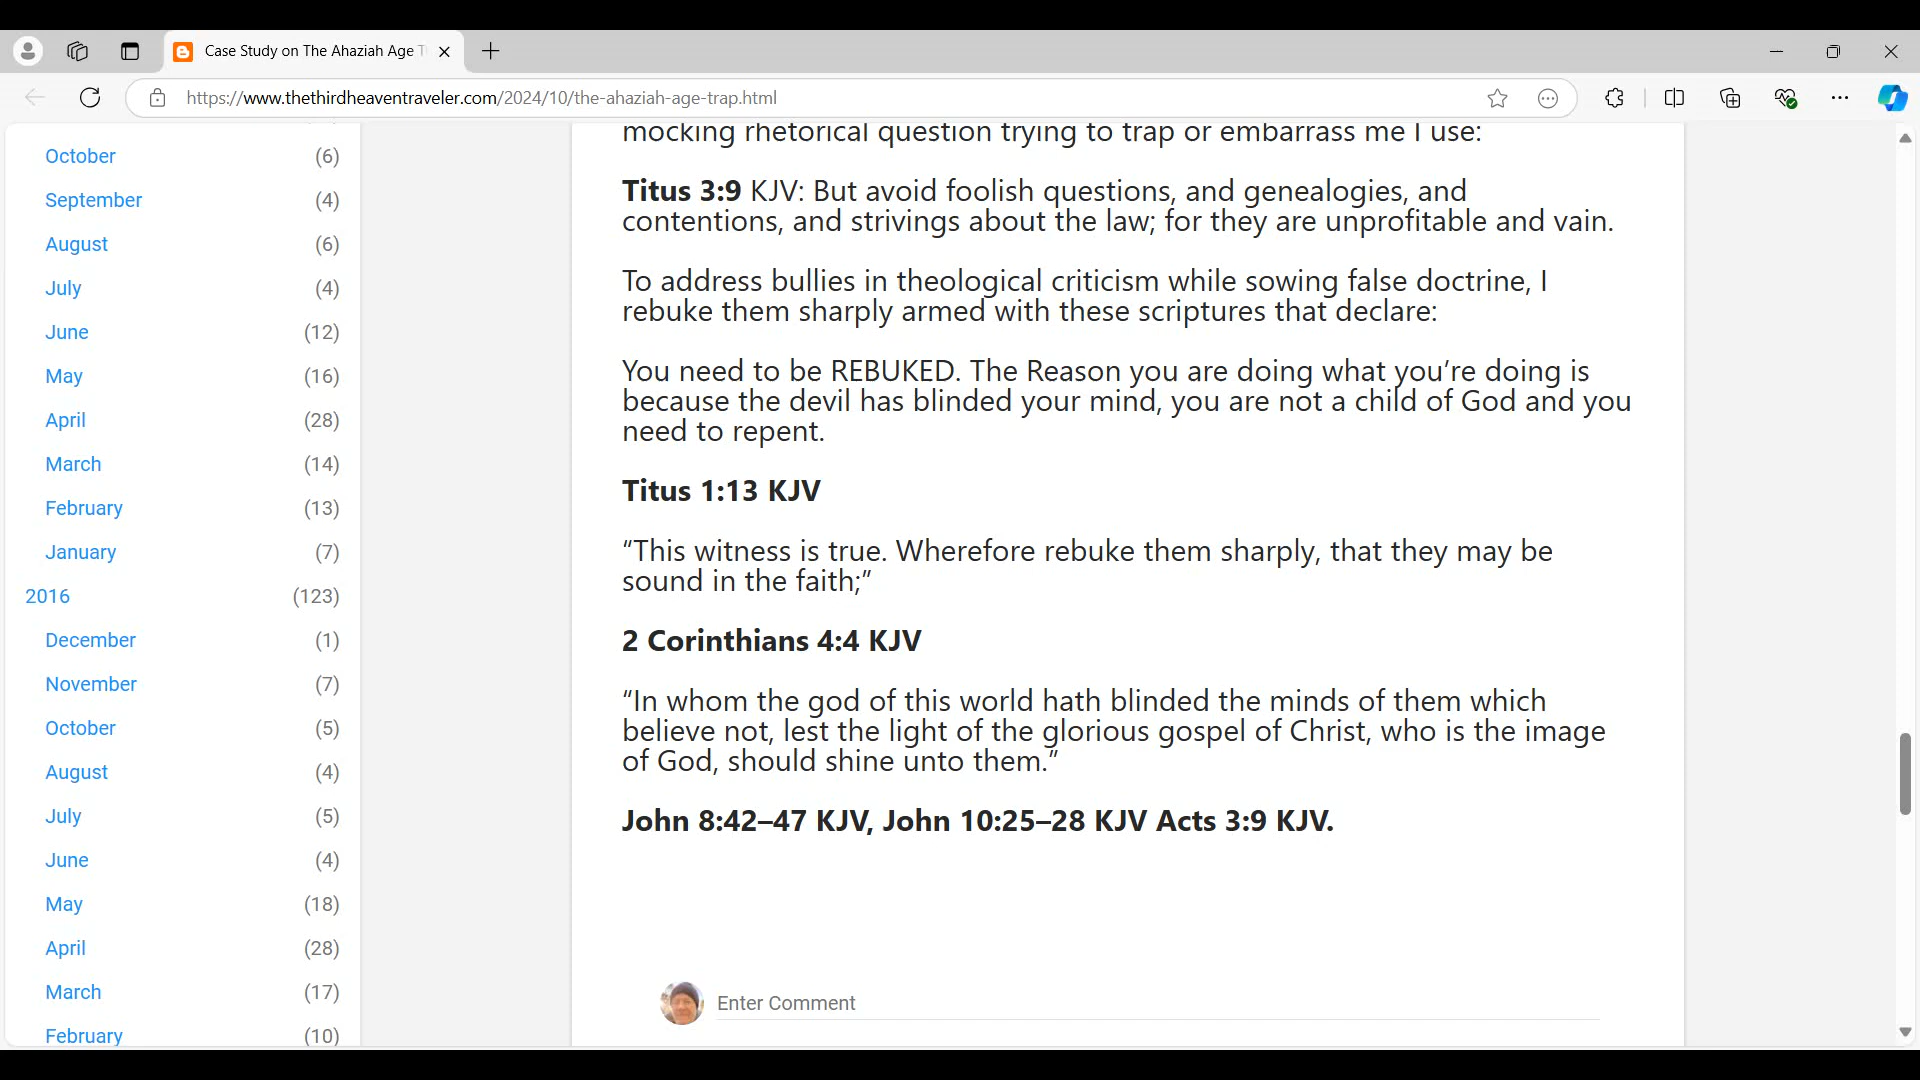 Case Study on The Ahaziah Age T
https://www.thethirdheaventraveler.com/2024/10/the-ahaziah-age-trap.html
October (6)
September (4)
August (6)
July (4)
June (12)
May (16)
April (28)
March (14)
February (13)
January (7)
2016 (123)
December (1)
November (7)
October (5)
August (4)
July (5)
June (4)
May (18)
April (28)
March (17)
February (10)
mocking rhetorical question trying to trap or embarrass me I use:
Titus 3:9 KJV: But avoid foolish questions, and genealogies, and
contentions, and strivings about the law; for they are unprofitable and vain.
To address bullies in theological criticism while sowing false doctrine, I
rebuke them sharply armed with these scriptures that declare:
You need to be REBUKED. The Reason you are doing what you’re doing is
because the devil has blinded your mind, you are not a child of God and you
need to repent.
Titus 1:13 KJV
“This witness is true. Wherefore rebuke them sharply, that they may be
sound in the faith;”
2 Corinthians 4:4 KJV
“In whom the god of this world hath blinded the minds of them which
believe not, lest the light of the glorious gospel of Christ, who is the image
of God, should shine unto them.”
John 8:42–47 KJV, John 10:25–28 KJV Acts 3:9 KJV.
Enter Comment